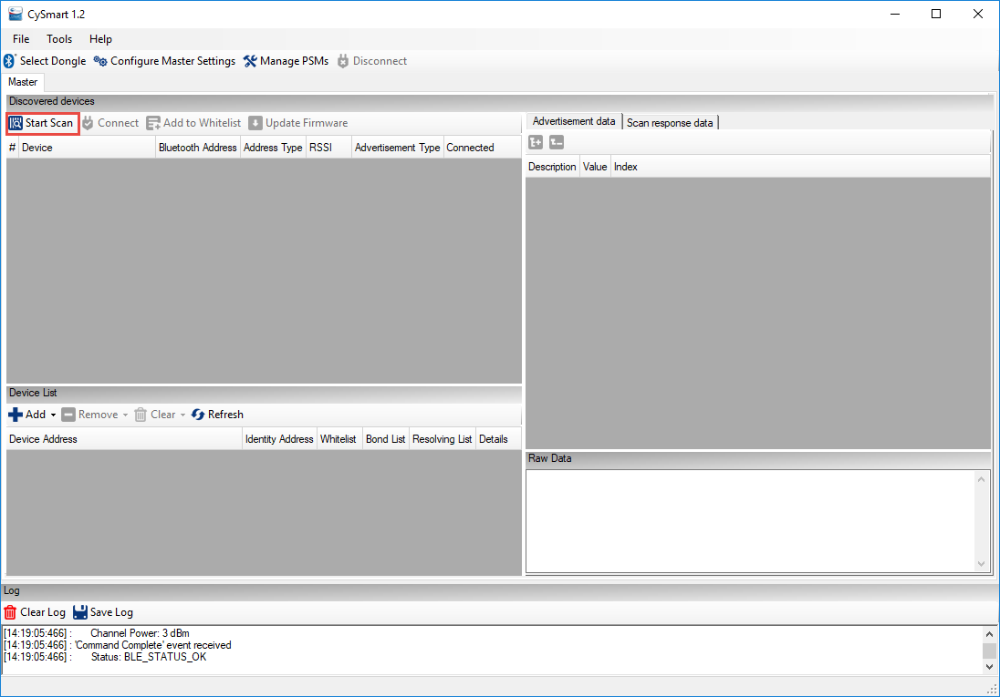 CySmart 1.2
File Tools Help
Select Dongle Configure Master Settings Manage PSMs Disconnect
Master
Discovered devices
Start Scan Connect Add to Whitelist Update Firmware
# Device Bluetooth Address Address Type RSSI Advertisement Type Connected
Advertisement data Scan response data
Description Value Index
Device List
Add Remove Clear Refresh
Device Address Identity Address Whitelist Bond List Resolving List Details
Raw Data
Log
Clear Log Save Log
[14:19:05:466] : Channel Power: 3 dBm
[14:19:05:466] : 'Command Complete' event received
[14:19:05:466] : Status: BLE_STATUS_OK